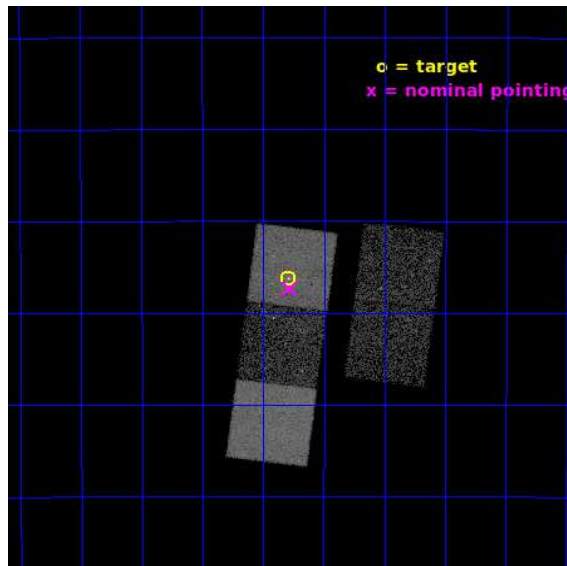 o = target
x = nominal pointing